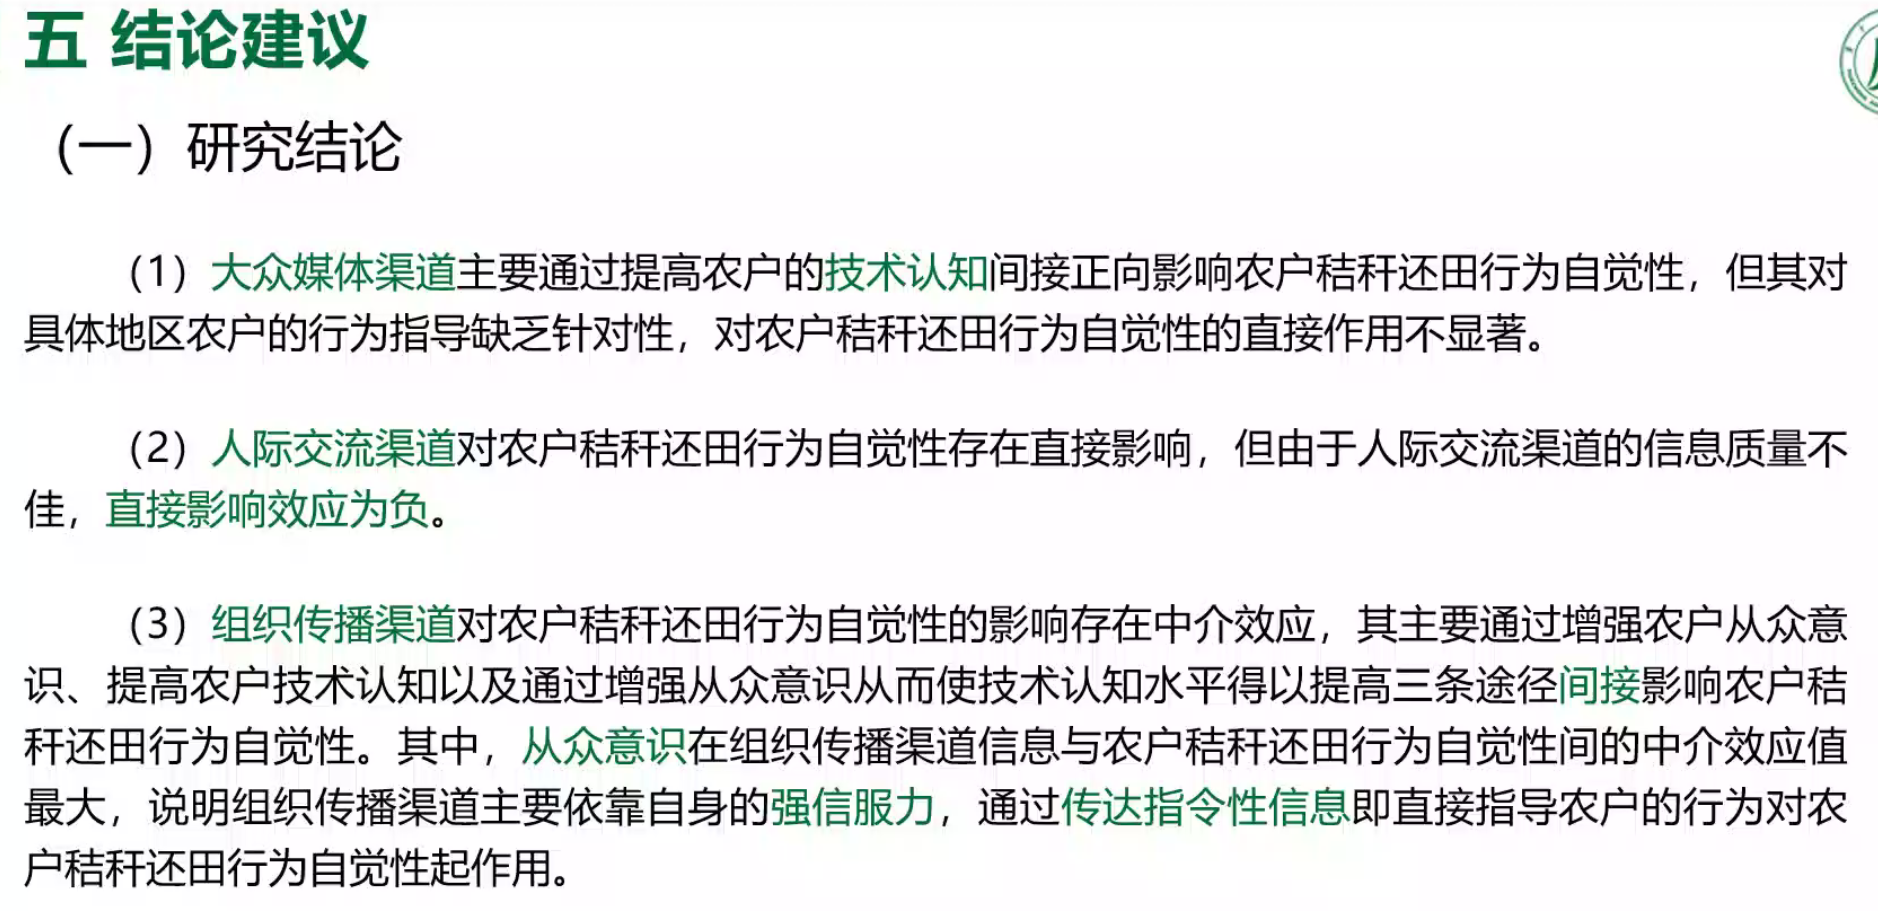 五 结论建议
（一）研究结论
（1）大众媒体渠道主要通过提高农户的技术认知间接正向影响农户秸秆还田行为自觉性，但其对
具体地区农户的行为指导缺乏针对性，对农户秸秆还田行为自觉性的直接作用不显著。
（2）人际交流渠道对农户秸秆还田行为自觉性存在直接影响，但由于人际交流渠道的信息质量不
佳，直接影响效应为负。
（3）组织传播渠道对农户秸秆还田行为自觉性的影响存在中介效应，其主要通过增强农户从众意
识、提高农户技术认知以及通过增强从众意识从而使技术认知水平得以提高三条途径间接影响农户秸
秆还田行为自觉性。其中，从众意识在组织传播渠道信息与农户秸秆还田行为自觉性间的中介效应值
最大，说明组织传播渠道主要依靠自身的强信服力，通过传达指令性信息即直接指导农户的行为对农
户秸秆还田行为自觉性起作用。